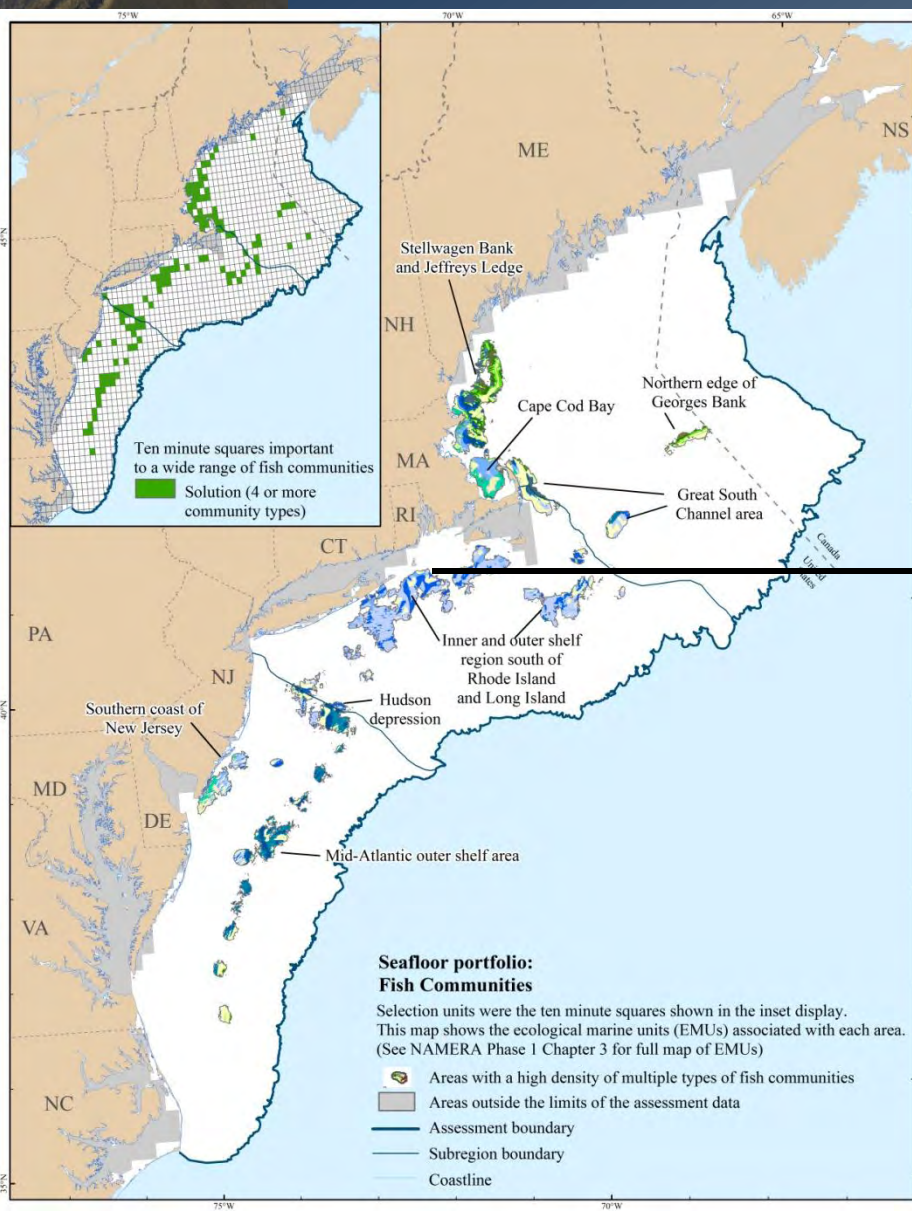 75°W
70°W
65°W
45°N
Ten minute squares important
to a wide range of fish communities
Solution (4 or more
community types)
NS
ME
Stellwagen Bank
and Jeffreys Ledge
NH
Northern edge of
Georges Bank
Cape Cod Bay
MA
Great South
Channel area
RI
CT
Canada
United
States
PA
Inner and outer shelf
region south of
Rhode Island
and Long Island
NJ
Hudson
depression
Southern coast of
New Jersey
40°N
MD
DE
Mid-Atlantic outer shelf area
VA
Seafloor portfolio:
Fish Communities
Selection units were the ten minute squares shown in the inset display.
This map shows the ecological marine units (EMUs) associated with each area.
(See NAMERA Phase 1 Chapter 3 for full map of EMUs)
Areas with a high density of multiple types of fish communities
Areas outside the limits of the assessment data
Assessment boundary
Subregion boundary
Coastline
NC
35°N
75°W
70°W